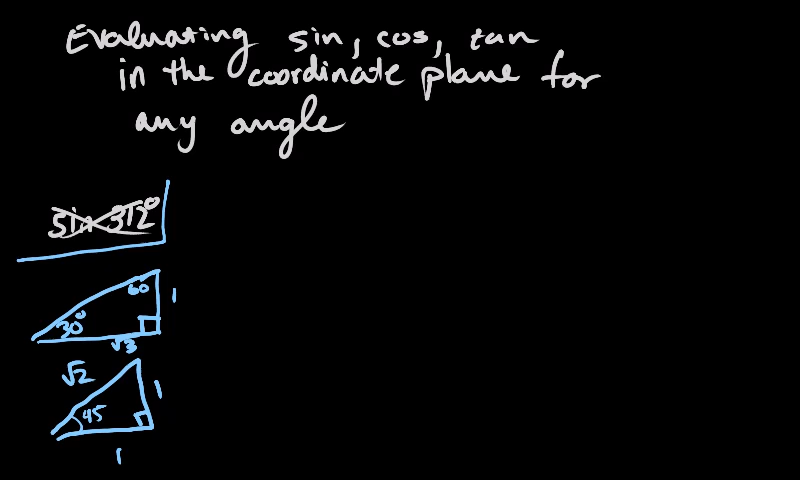 Evaluating sin, cos, tan
in the coordinate plane for
any angle
sin 312°
60
1
30°
√3
√2
1
45
1